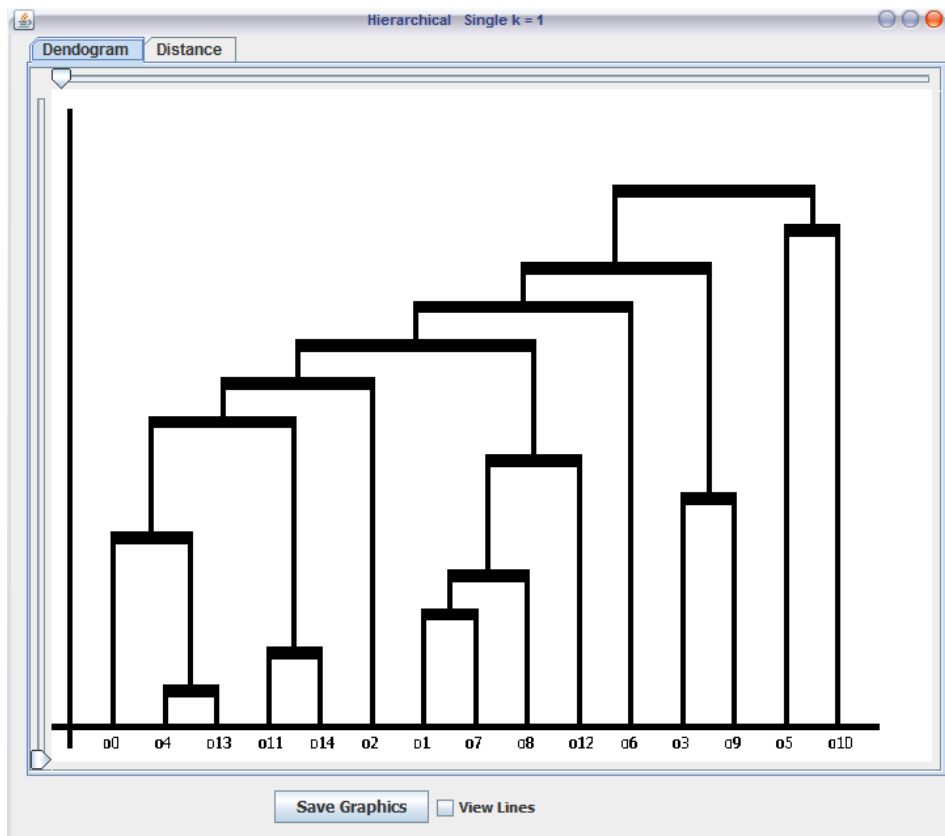 Hierarchical Single k = 1
Dendogram Distance
o0 o4 o13 o11 o14 o2 o1 o7 o8 o12 o6 o3 o9 o5 o10
Save Graphics View Lines